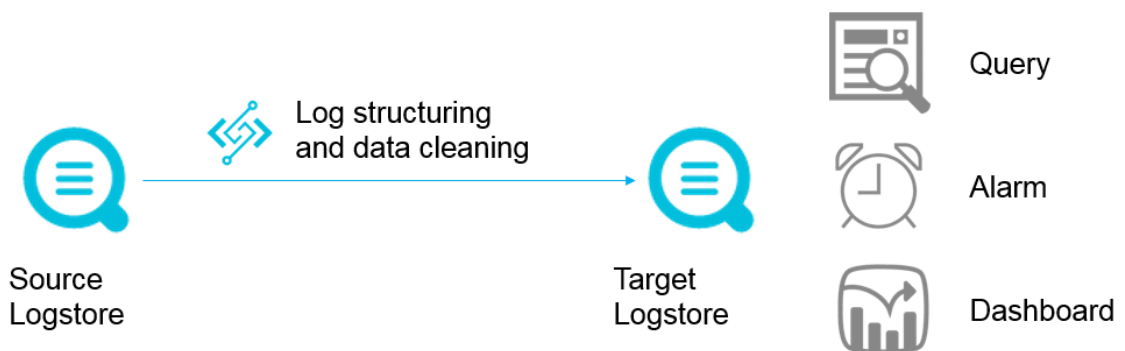 Log structuring
and data cleaning
Source
Logstore
Target
Logstore
Query
Alarm
Dashboard